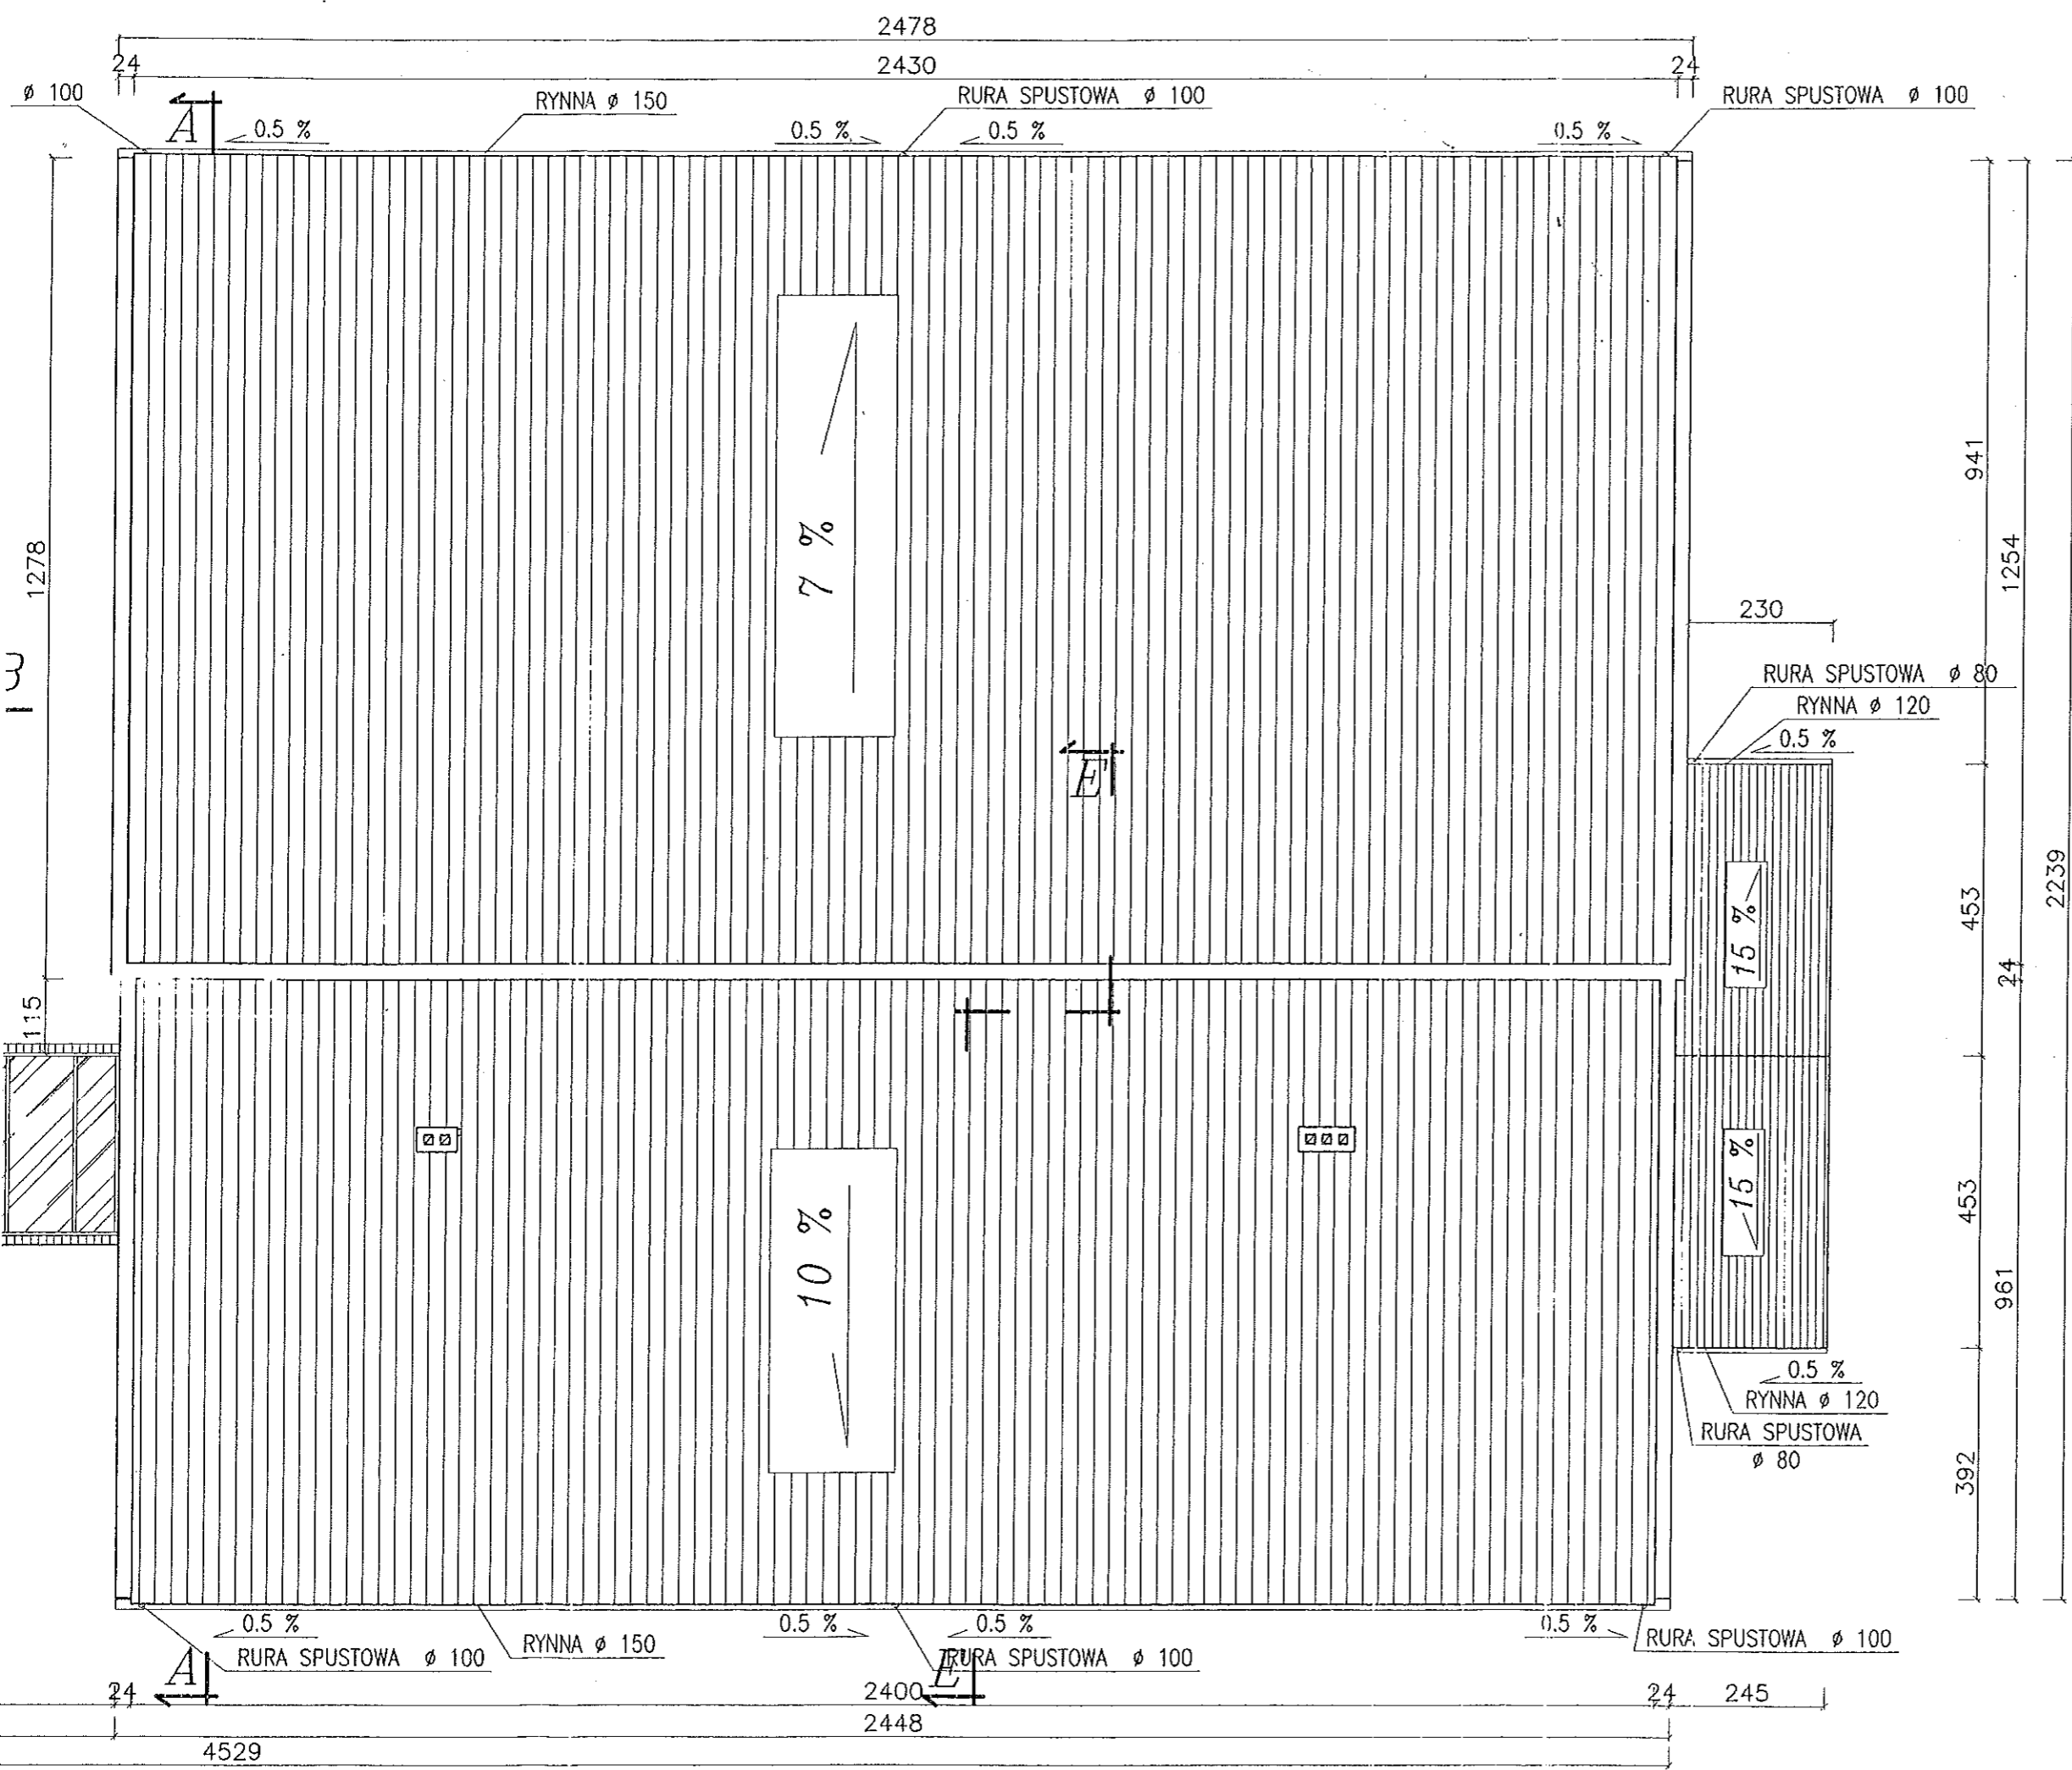 2478
24
2430
24
ø 100
RYNNA ø 150
RURA SPUSTOWA ø 100
RURA SPUSTOWA ø 100
A
0.5 %
0.5 %
0.5 %
0.5 %
941
1278
1254
7 %
230
3
RURA SPUSTOWA ø 80
RYNNA ø 120
0.5 %
E
2239
453
15 %
24
115
15 %
453
10 %
961
0.5 %
RYNNA ø 120
RURA SPUSTOWA
ø 80
392
0.5 %
0.5 %
0.5 %
0.5 %
RYNNA ø 150
RURA SPUSTOWA ø 100
RURA SPUSTOWA ø 100
RURA SPUSTOWA ø 100
A
E
24
2400
24
245
2448
4529